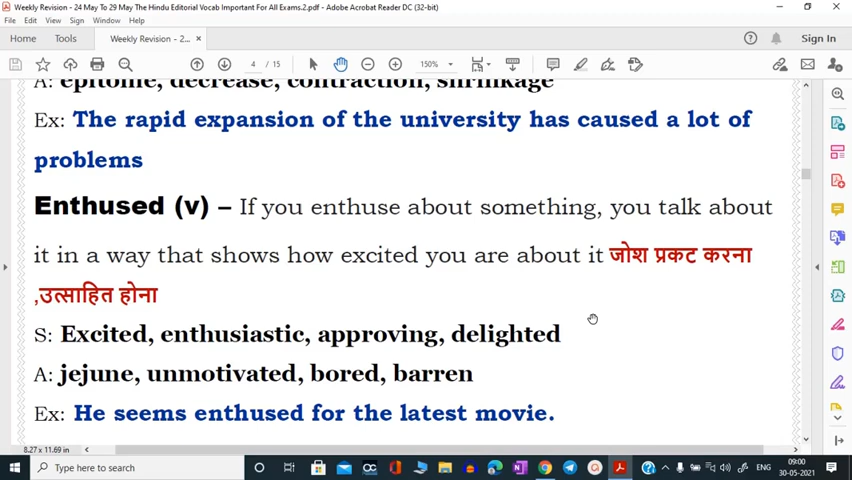 Weekly Revision - 24 May To 29 May The Hindu Editorial Vocab Important For All Exams.2.pdf - Adobe Acrobat Reader DC (32-bit)
File Edit View Sign Window Help
Home Tools Weekly Revision - 2... × Sign In
4 / 15 150%
A: epitome, decrease, contraction, shrinkage
Ex: The rapid expansion of the university has caused a lot of
problems
Enthused (v) – If you enthuse about something, you talk about
it in a way that shows how excited you are about it जोश प्रकट करना
,उत्साहित होना
S: Excited, enthusiastic, approving, delighted
A: jejune, unmotivated, bored, barren
Ex: He seems enthused for the latest movie.
8.27 x 11.69 in
Type here to search ENG 09:00
30-05-2021